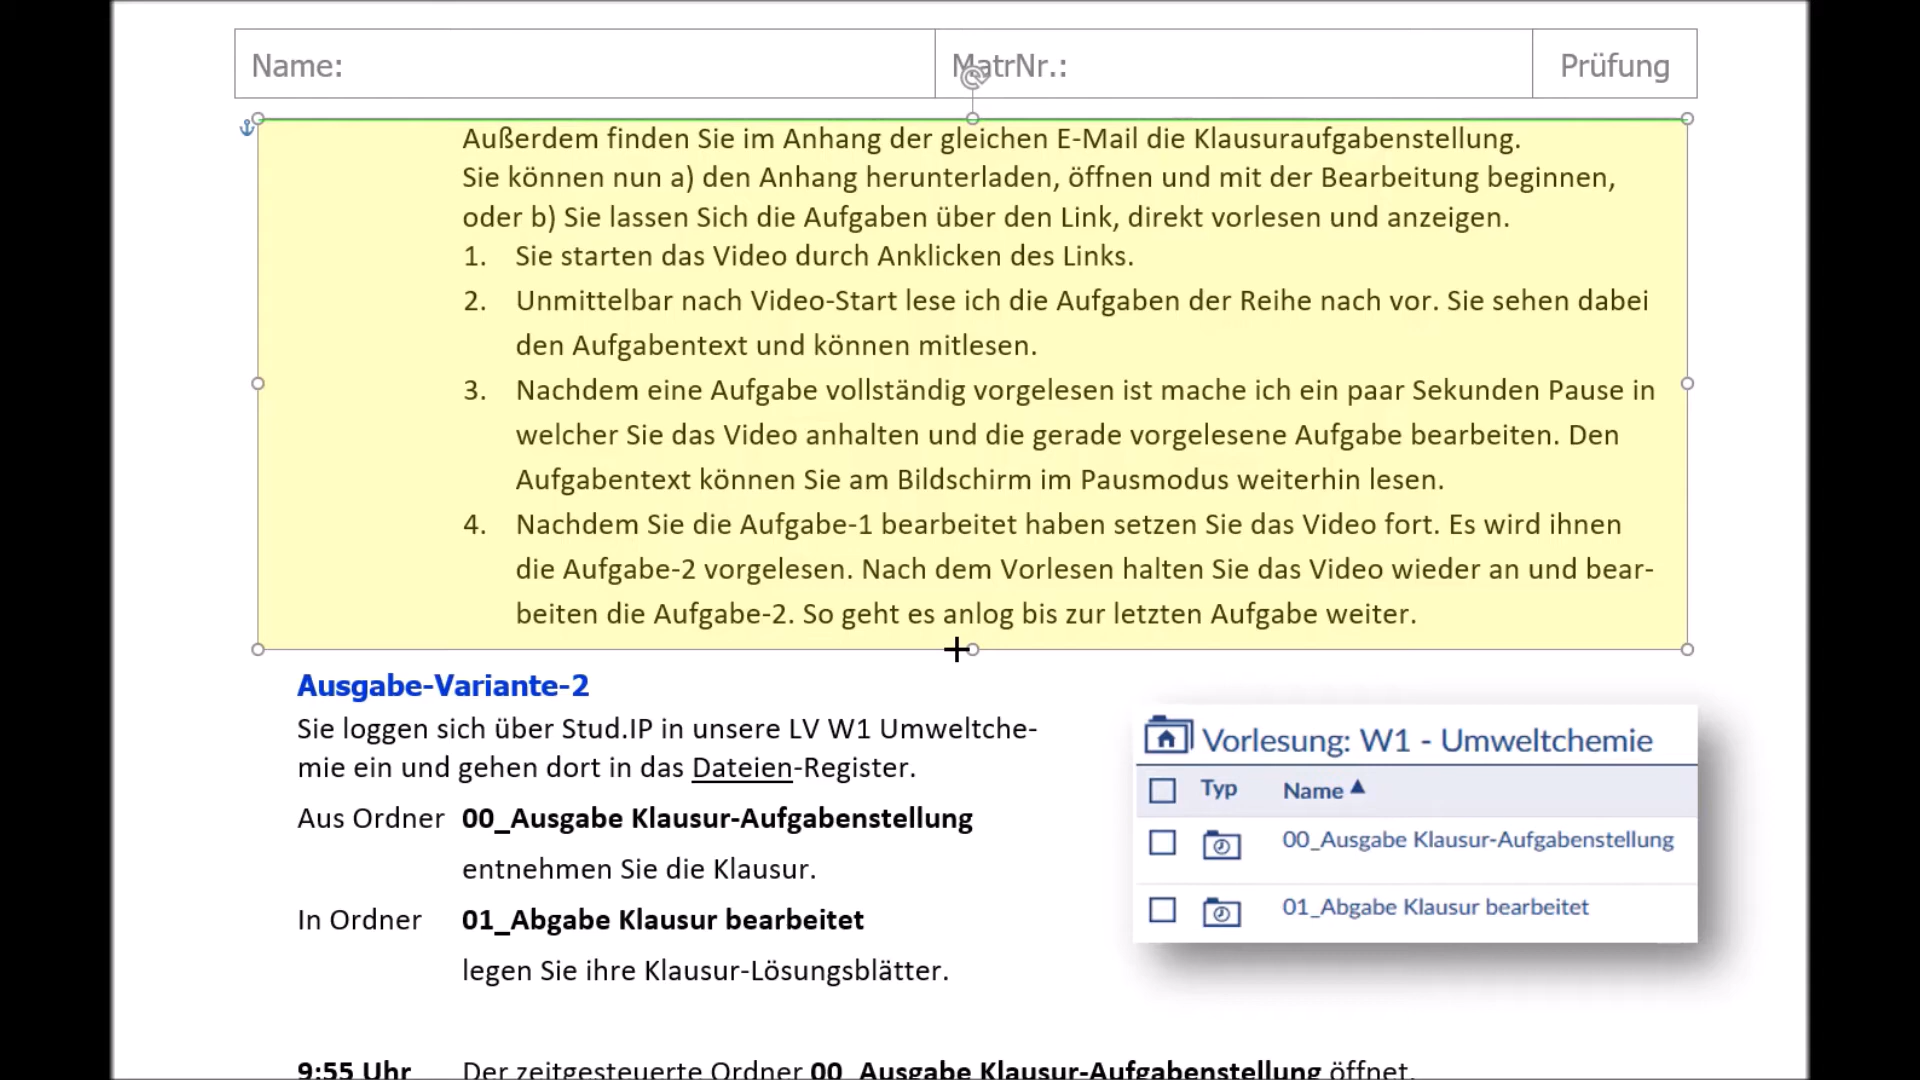 Name: MatrNr.: Prüfung
Außerdem finden Sie im Anhang der gleichen E-Mail die Klausuraufgabenstellung.
Sie können nun a) den Anhang herunterladen, öffnen und mit der Bearbeitung beginnen,
oder b) Sie lassen Sich die Aufgaben über den Link, direkt vorlesen und anzeigen.
1. Sie starten das Video durch Anklicken des Links.
2. Unmittelbar nach Video-Start lese ich die Aufgaben der Reihe nach vor. Sie sehen dabei
den Aufgabentext und können mitlesen.
3. Nachdem eine Aufgabe vollständig vorgelesen ist mache ich ein paar Sekunden Pause in
welcher Sie das Video anhalten und die gerade vorgelesene Aufgabe bearbeiten. Den
Aufgabentext können Sie am Bildschirm im Pausmodus weiterhin lesen.
4. Nachdem Sie die Aufgabe-1 bearbeitet haben setzen Sie das Video fort. Es wird ihnen
die Aufgabe-2 vorgelesen. Nach dem Vorlesen halten Sie das Video wieder an und bear-
beiten die Aufgabe-2. So geht es anlog bis zur letzten Aufgabe weiter.
Ausgabe-Variante-2
Sie loggen sich über Stud.IP in unsere LV W1 Umweltche-
mie ein und gehen dort in das Dateien-Register.
Aus Ordner 00_Ausgabe Klausur-Aufgabenstellung
entnehmen Sie die Klausur.
In Ordner 01_Abgabe Klausur bearbeitet
legen Sie ihre Klausur-Lösungsblätter.
Vorlesung: W1 - Umweltchemie
Typ Name
00_Ausgabe Klausur-Aufgabenstellung
01_Abgabe Klausur bearbeitet
9:55 Uhr Der zeitgesteuerte Ordner 00_Ausgabe Klausur-Aufgabenstellung öffnet.